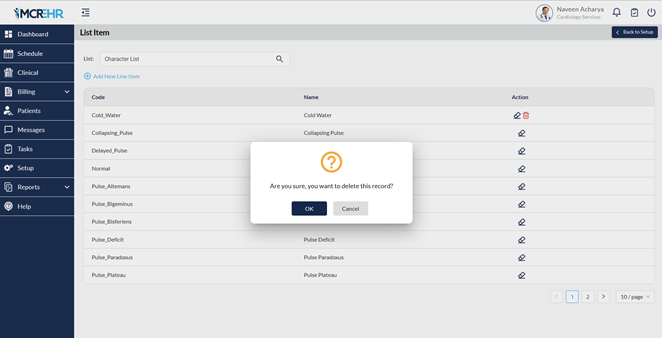 MCREHR
Naveen Acharya
Cardiology Services
Dashboard
Schedule
Clinical
Billing
Patients
Messages
Tasks
Setup
Reports
Help
List Item
Back to Setup
List:
Character List
Add New Line Item
Code Name Action
Cold_Water Cold Water
Collapsing_Pulse Collapsing Pulse
Delayed_Pulse
Normal
Pulse_Alternans
Pulse_Bigeminus
Pulse_Bisferiens
Pulse_Deficit Pulse Deficit
Pulse_Paradoxus Pulse Paradoxus
Pulse_Plateau Pulse Plateau
?
Are you sure, you want to delete this record?
OK Cancel
< 1 2 > 10 / page